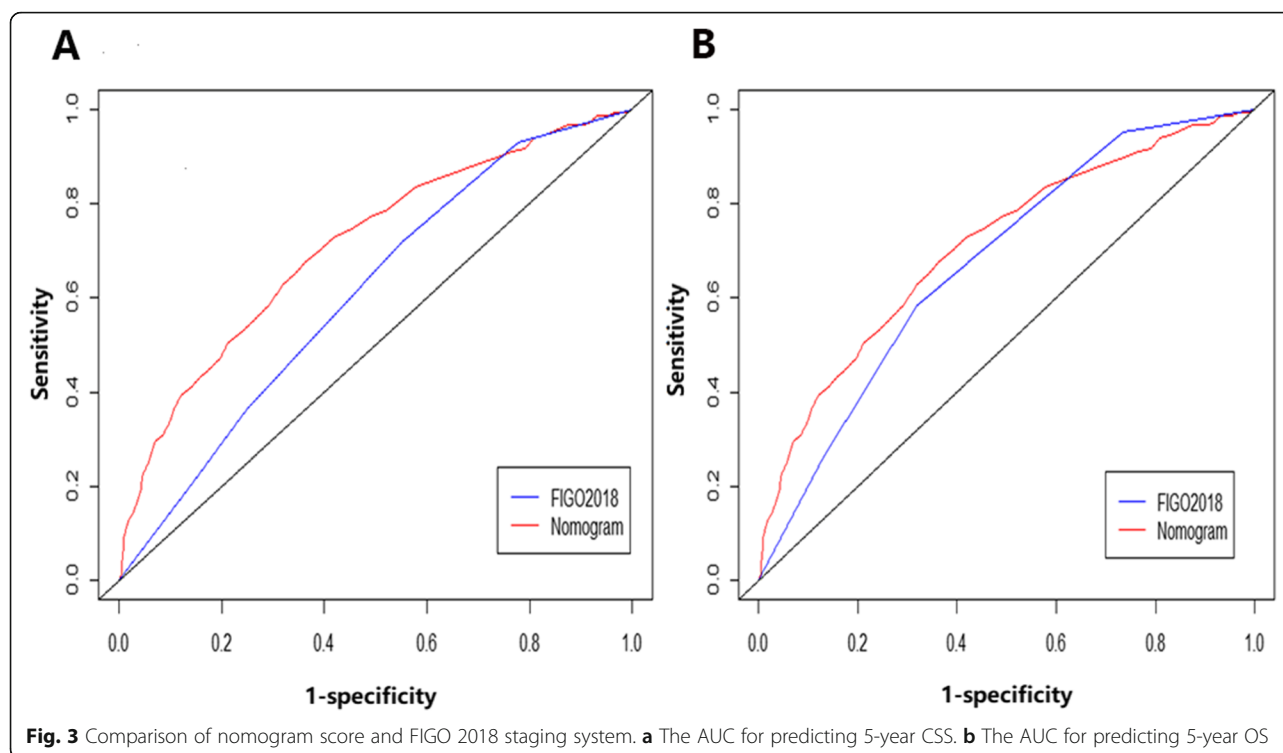 A
B
1.0
0.8
0.6
0.4
0.2
0.0
Sensitivity
FIGO2018
Nomogram
0.0 0.2 0.4 0.6 0.8 1.0
1-specificity
1.0
0.8
0.6
0.4
0.2
0.0
Sensitivity
FIGO2018
Nomogram
0.0 0.2 0.4 0.6 0.8 1.0
1-specificity
Fig. 3 Comparison of nomogram score and FIGO 2018 staging system. a The AUC for predicting 5-year CSS. b The AUC for predicting 5-year OS